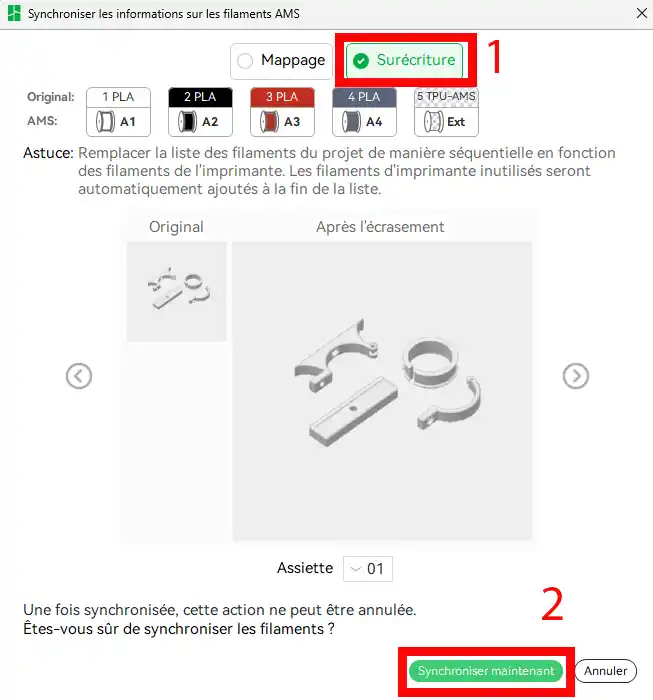 Synchroniser les informations sur les filaments AMS
Mappage Surécriture 1
Original: 1 PLA 2 PLA 3 PLA 4 PLA 5 TPU-AMS
AMS: A1 A2 A3 A4 Ext
Astuce: Remplacer la liste des filaments du projet de manière séquentielle en fonction
des filaments de l'imprimante. Les filaments d'imprimante inutilisés seront
automatiquement ajoutés à la fin de la liste.
Original Après l'écrasement
Assiette 01
Une fois synchronisée, cette action ne peut être annulée.
Êtes-vous sûr de synchroniser les filaments ?
2
Synchroniser maintenant Annuler